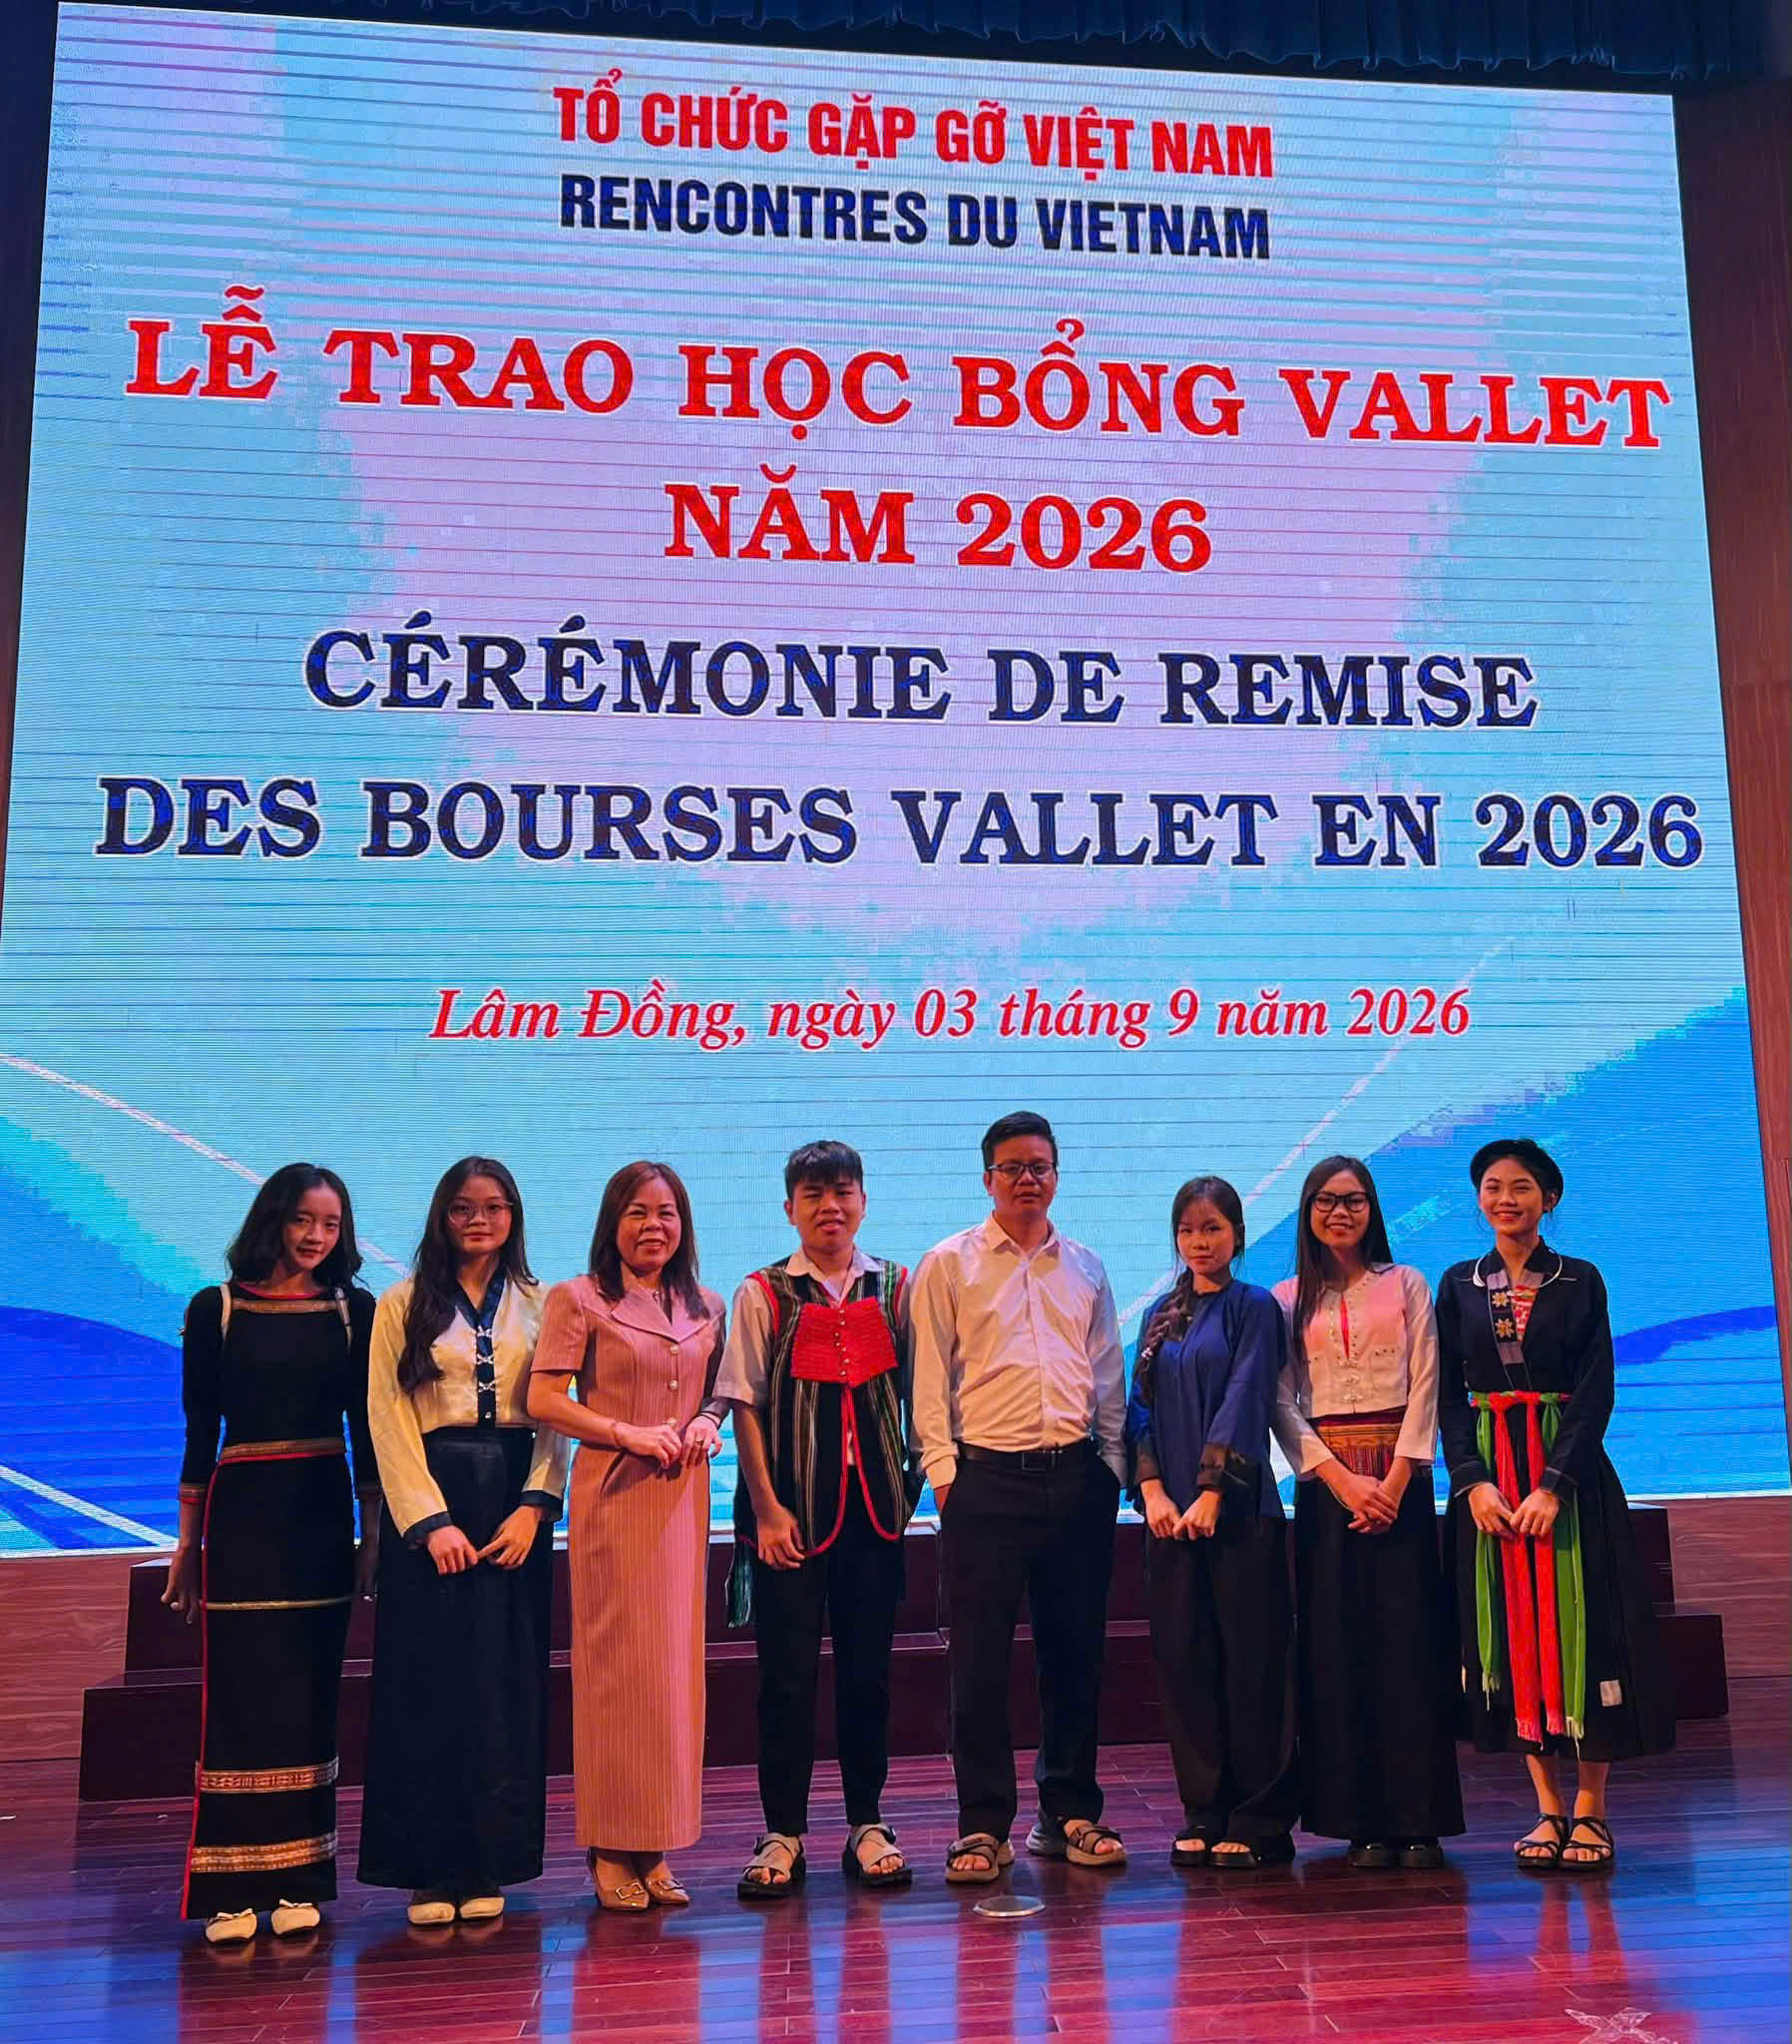 TỔ CHỨC GẶP GỠ VIỆT NAM
RENCONTRES DU VIETNAM
LỄ TRAO HỌC BỔNG VALLET
NĂM 2026
CÉRÉMONIE DE REMISE
DES BOURSES VALLET EN 2026
Lâm Đồng, ngày 03 tháng 9 năm 2026